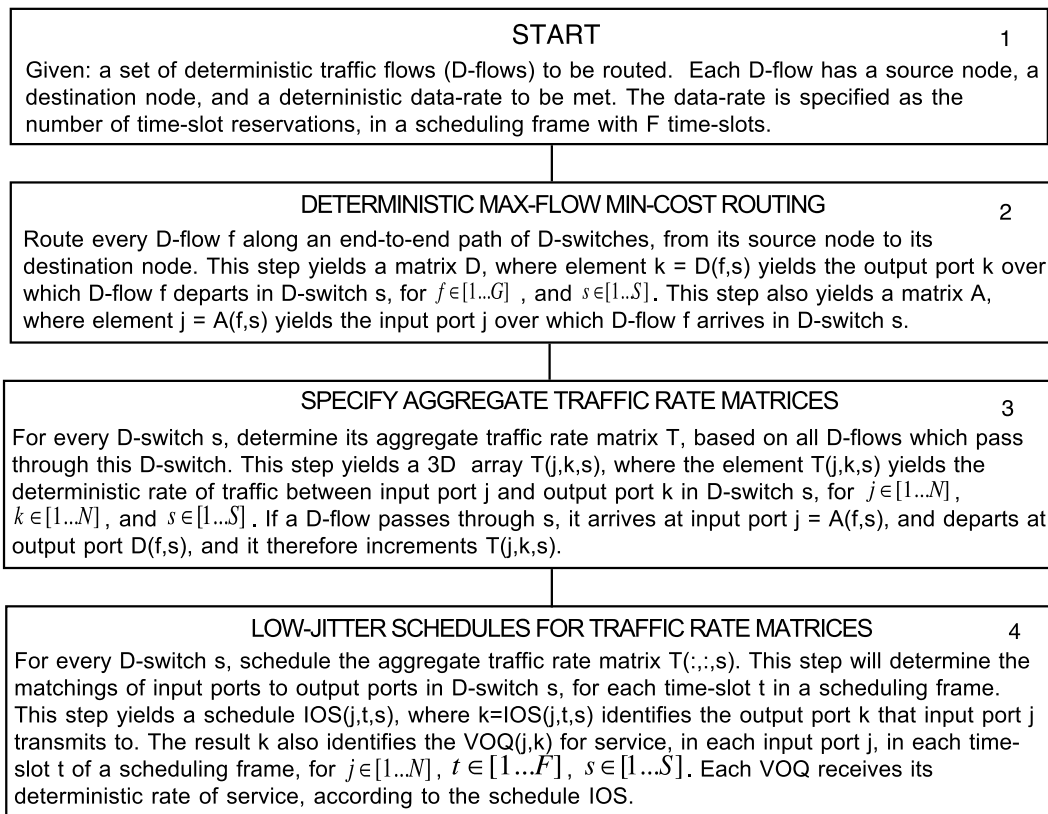 START
1
Given: a set of deterministic traffic flows (D-flows) to be routed.  Each D-flow has a source node, a
destination node, and a deterninistic data-rate to be met. The data-rate is specified as the
number of time-slot reservations, in a scheduling frame with F time-slots.
DETERMINISTIC MAX-FLOW MIN-COST ROUTING
2
Route every D-flow f along an end-to-end path of D-switches, from its source node to its
destination node. This step yields a matrix D, where element k = D(f,s) yields the output port k over
which D-flow f departs in D-switch s, for f∈[1...G] , and s∈[1...S]. This step also yields a matrix A,
where element j = A(f,s) yields the input port j over which D-flow f arrives in D-switch s.
SPECIFY AGGREGATE TRAFFIC RATE MATRICES
3
For every D-switch s, determine its aggregate traffic rate matrix T, based on all D-flows which pass
through this D-switch. This step yields a 3D  array T(j,k,s), where the element T(j,k,s) yields the
deterministic rate of traffic between input port j and output port k in D-switch s, for j∈[1...N] ,
k∈[1...N] , and s∈[1...S]. If a D-flow passes through s, it arrives at input port j = A(f,s), and departs at
output port D(f,s), and it therefore increments T(j,k,s).
LOW-JITTER SCHEDULES FOR TRAFFIC RATE MATRICES
4
For every D-switch s, schedule the aggregate traffic rate matrix T(:,:,s). This step will determine the
matchings of input ports to output ports in D-switch s, for each time-slot t in a scheduling frame.
This step yields a schedule IOS(j,t,s), where k=IOS(j,t,s) identifies the output port k that input port j
transmits to. The result k also identifies the VOQ(j,k) for service, in each input port j, in each time-
slot t of a scheduling frame, for j∈[1...N] , t∈[1...F] , s∈[1...S]. Each VOQ receives its
deterministic rate of service, according to the schedule IOS.